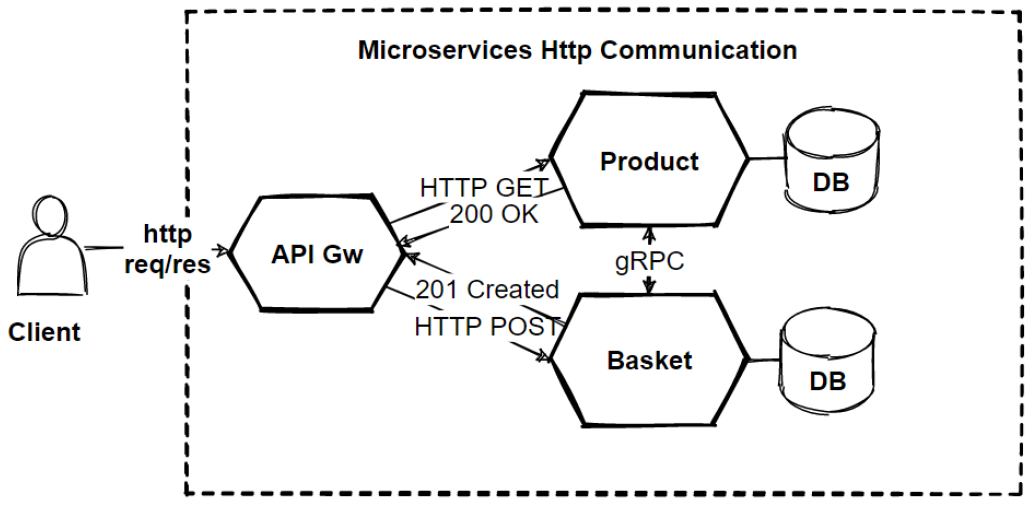 Microservices Http Communication
Product
DB
HTTP GET
200 OK
http
req/res
API Gw
gRPC
201 Created
HTTP POST
Client
Basket
DB